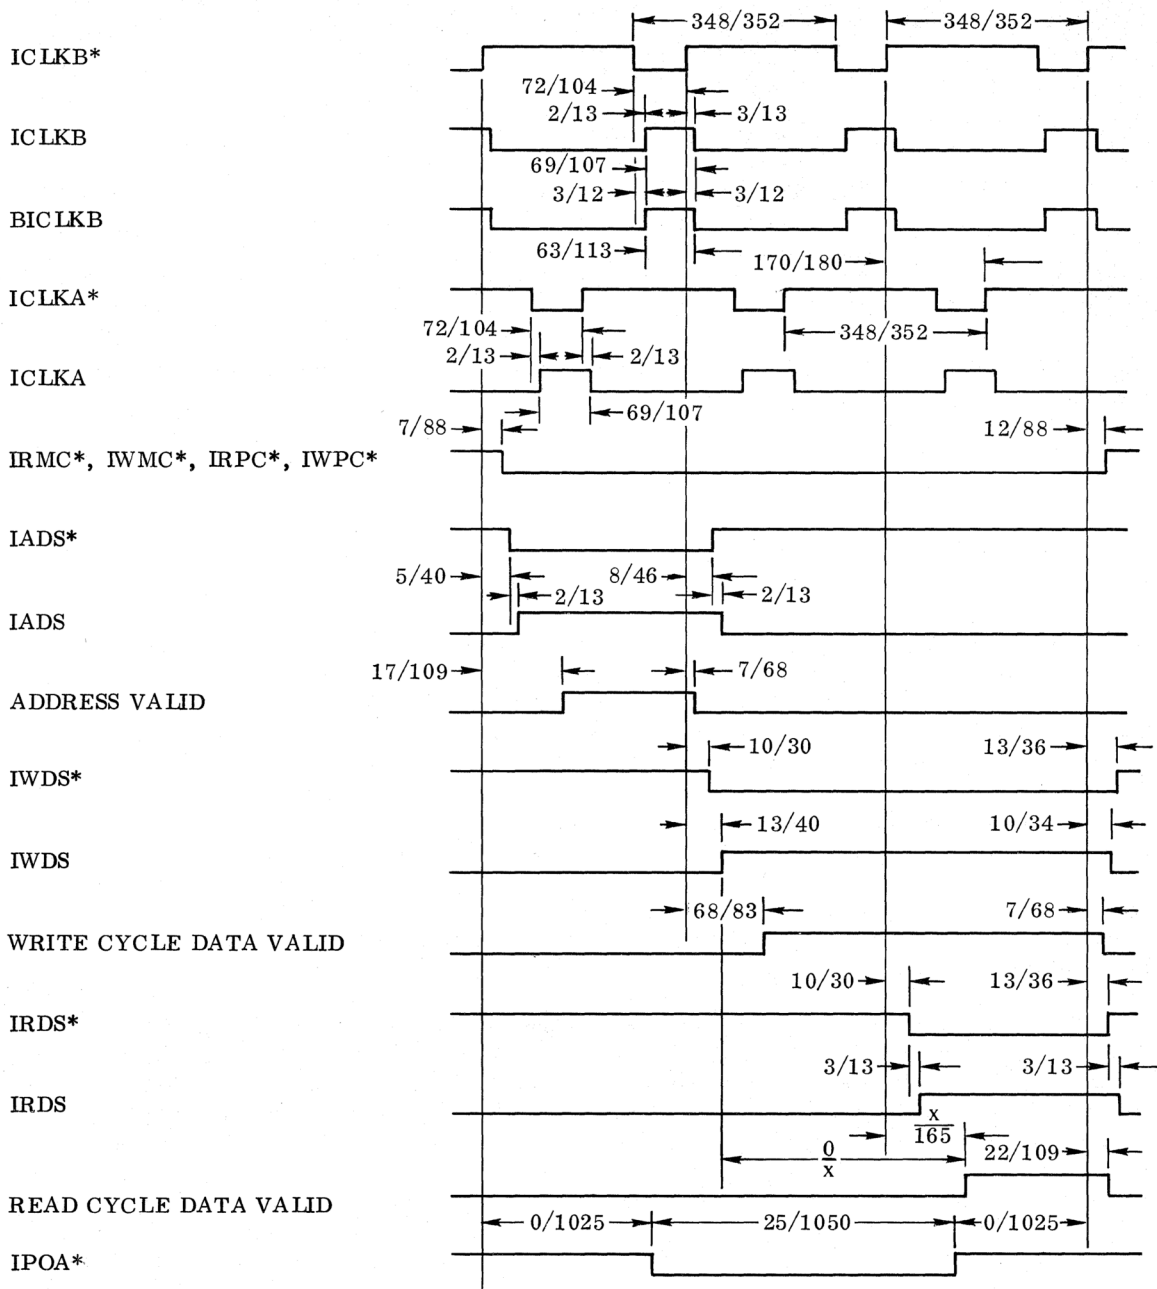 348/352 348/352
ICLKB*
72/104
2/13 3/13
ICLKB
69/107
3/12 3/12
BICLKB
63/113
170/180
ICLKA*
72/104 348/352
2/13 2/13
ICLKA
69/107
7/88 12/88
IRMC*, IWMC*, IRPC*, IWPC*
IADS*
5/40 8/46
2/13 2/13
IADS
17/109 7/68
ADDRESS VALID
10/30 13/36
IWDS*
13/40 10/34
IWDS
68/83 7/68
WRITE CYCLE DATA VALID
10/30 13/36
IRDS*
3/13 3/13
IRDS
x/165
0/x 22/109
READ CYCLE DATA VALID
0/1025 25/1050 0/1025
IPOA*